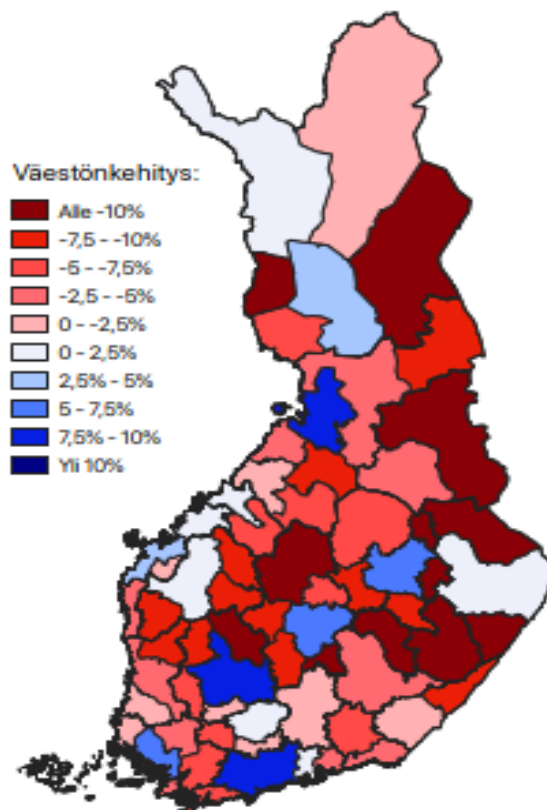 Väestönkehitys:
Alle -10%
-7,5 - -10%
-5 - -7,5%
-2,5 - -5%
0 - -2,5%
0 - 2,5%
2,5% - 5%
5 - 7,5%
7,5% - 10%
Yli 10%